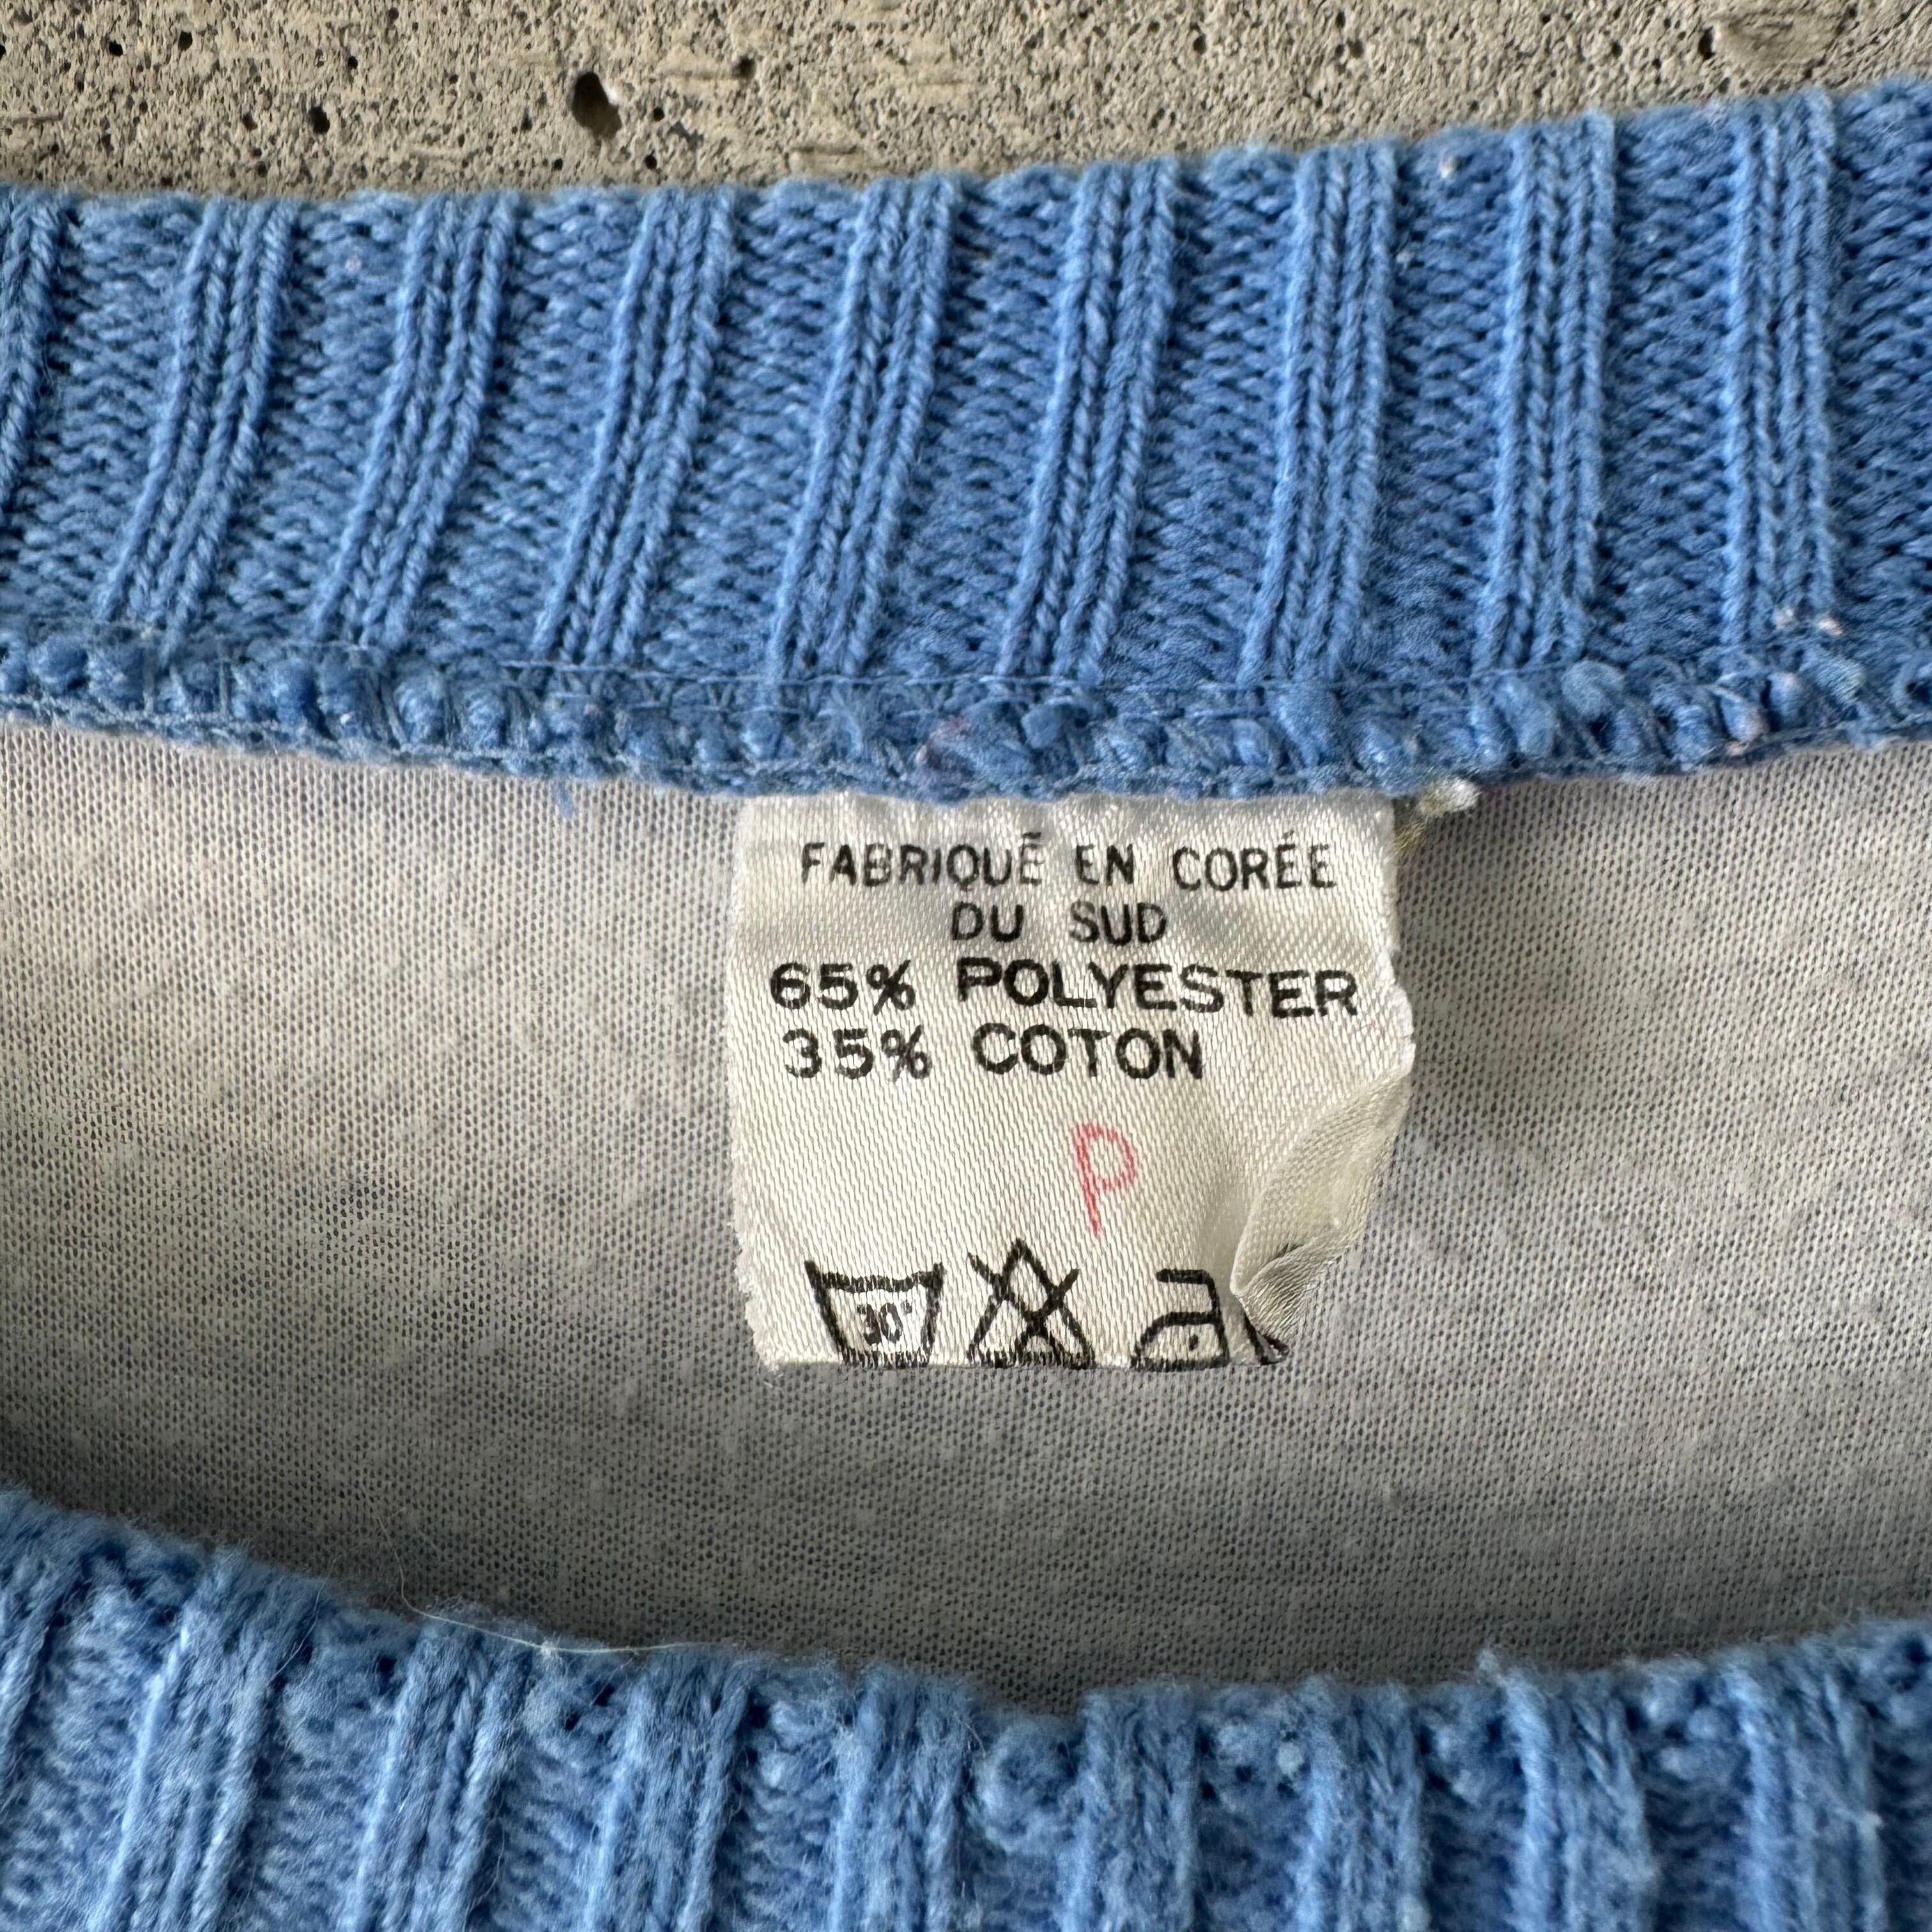 FABRIQUÉ EN CORÉE
DU SUD
65% POLYESTER
35% COTON
P
30°